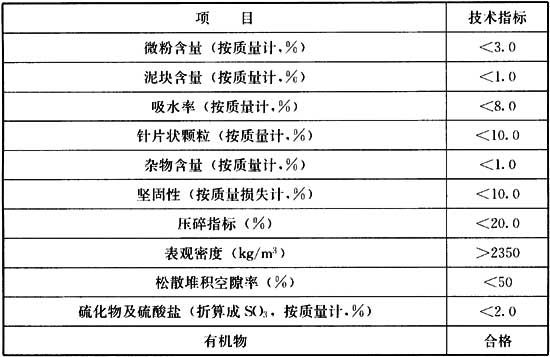 项 目 技术指标
微粉含量（按质量计，%） <3.0
泥块含量（按质量计，%） <1.0
吸水率（按质量计，%） <8.0
针片状颗粒（按质量计，%） <10.0
杂物含量（按质量计，%） <1.0
坚固性（按质量损失计，%） <10.0
压碎指标（%） <20.0
表观密度（kg/m³） >2350
松散堆积空隙率（%） <50
硫化物及硫酸盐（折算成SO₃，按质量计，%） <2.0
有机物 合格